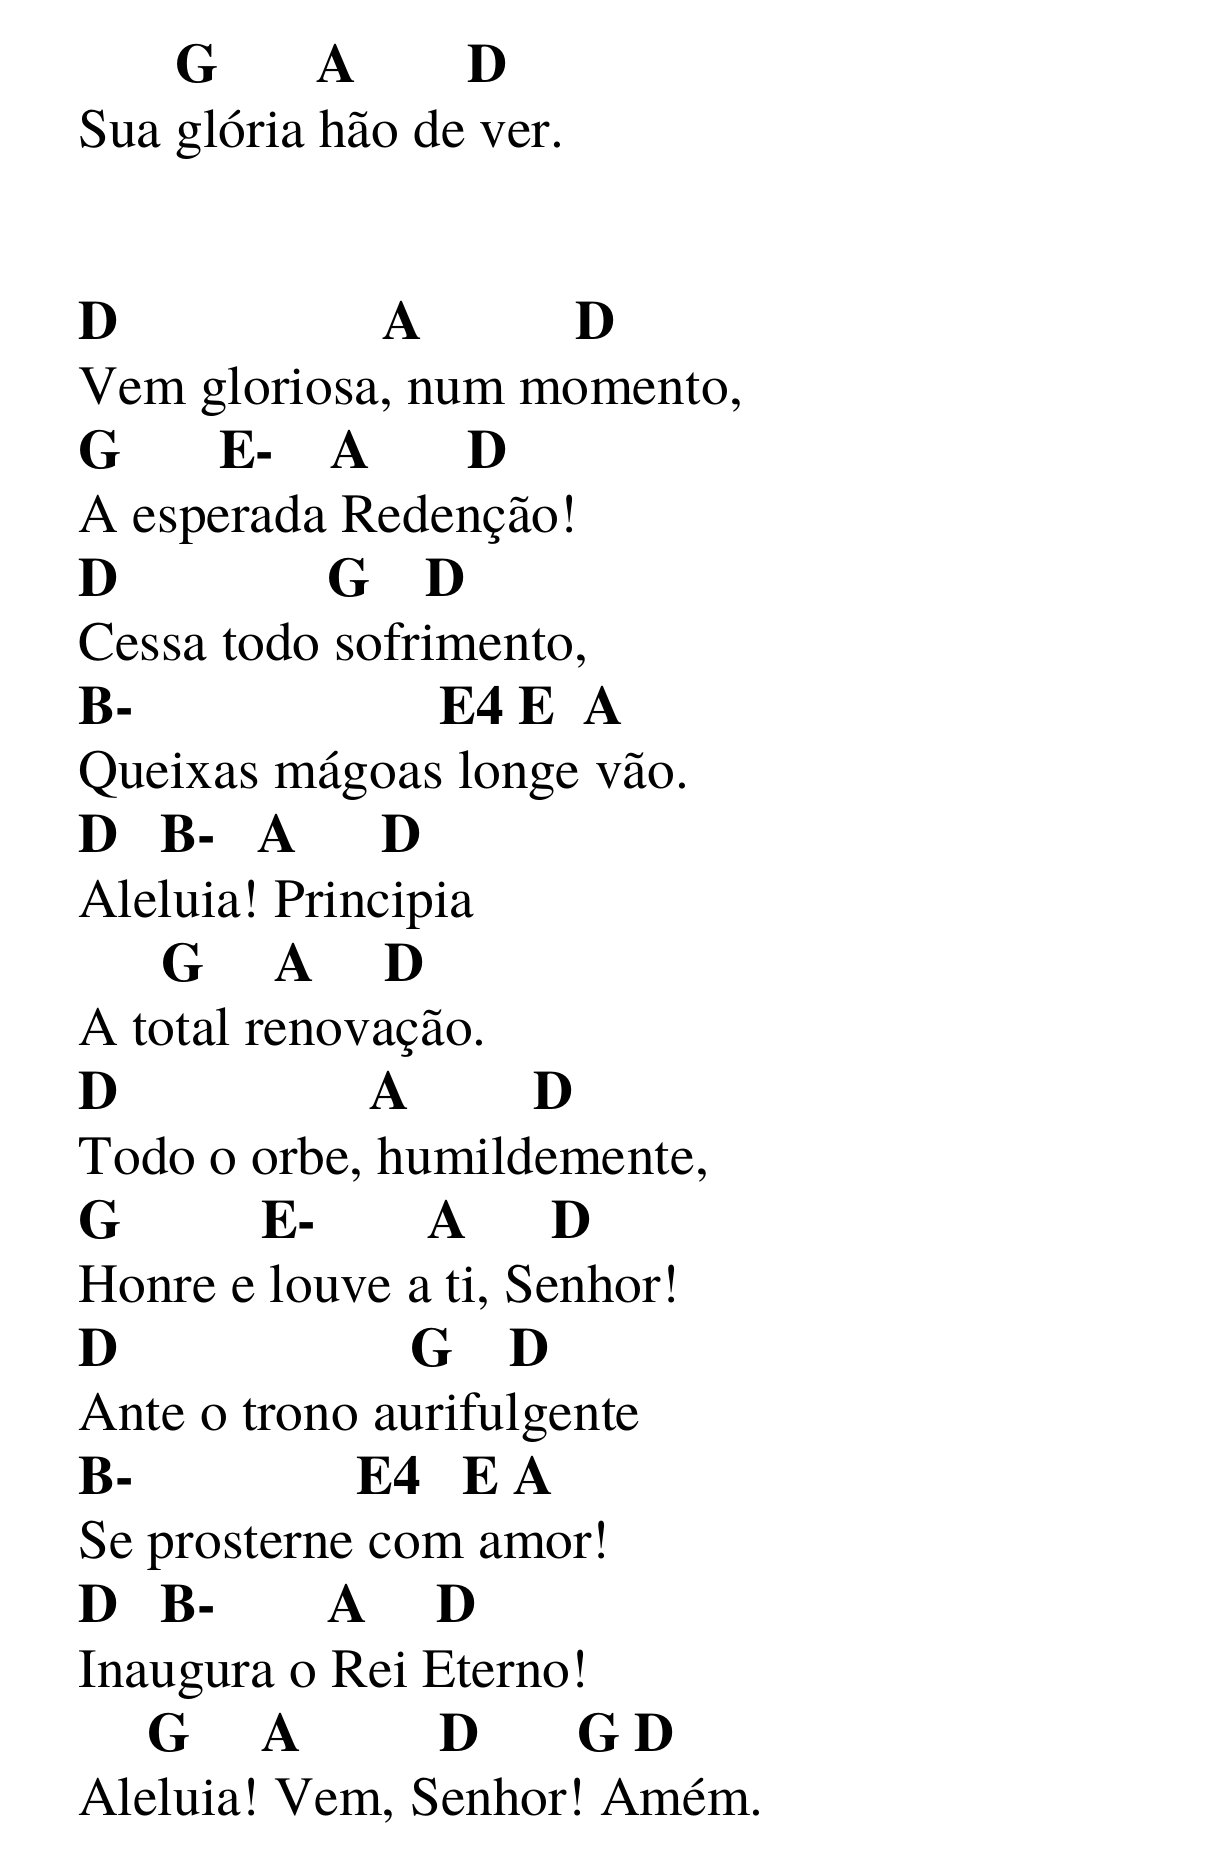 G A D
Sua glória hão de ver.
D A D
Vem gloriosa, num momento,
G E- A D
A esperada Redenção!
D G D
Cessa todo sofrimento,
B- E4 E A
Queixas mágoas longe vão.
D B- A D
Aleluia! Principia
G A D
A total renovação.
D A D
Todo o orbe, humildemente,
G E- A D
Honre e louve a ti, Senhor!
D G D
Ante o trono aurifulgente
B- E4 E A
Se prosterne com amor!
D B- A D
Inaugura o Rei Eterno!
G A D G D
Aleluia! Vem, Senhor! Amém.